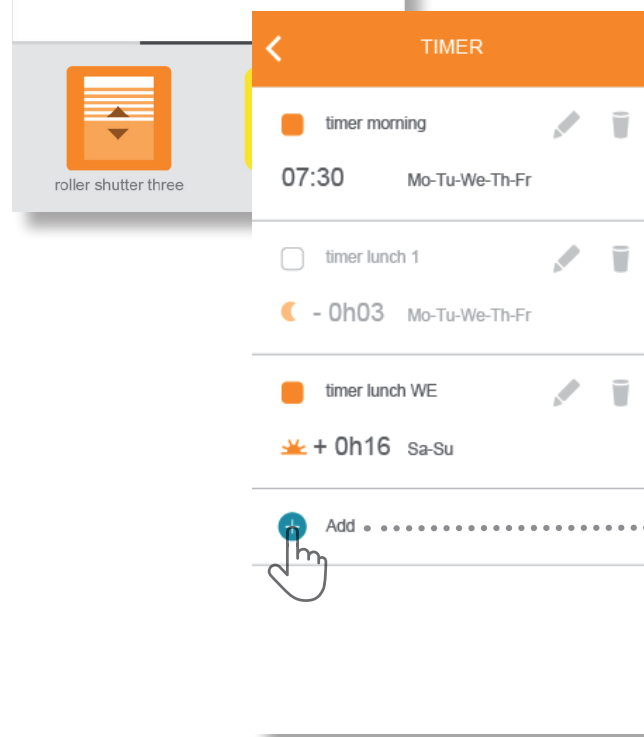 TIMER
timer morning
07:30 Mo-Tu-We-Th-Fr
roller shutter three
timer lunch 1
- 0h03 Mo-Tu-We-Th-Fr
timer lunch WE
+ 0h16 Sa-Su
Add